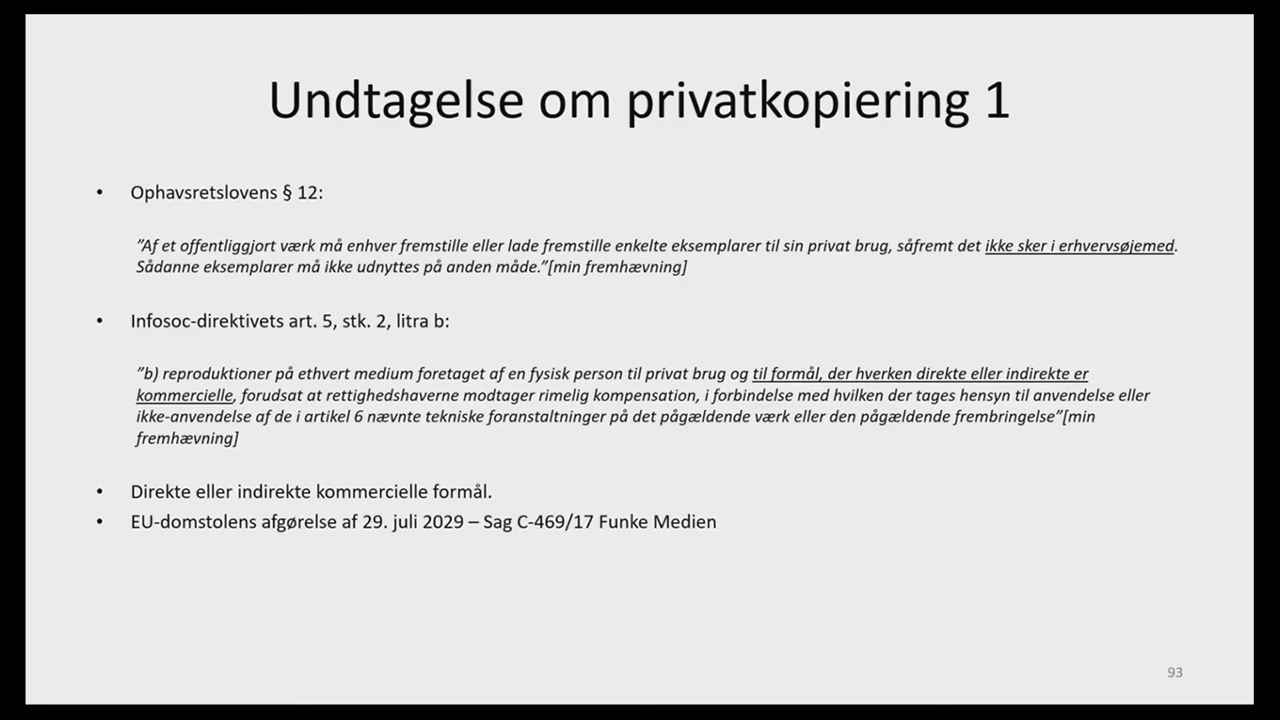 Undtagelse om privatkopiering 1
• Ophavsretslovens § 12:
”Af et offentliggjort værk må enhver fremstille eller lade fremstille enkelte eksemplarer til sin privat brug, såfremt det ikke sker i erhvervsøjemed.
Sådanne eksemplarer må ikke udnyttes på anden måde.”[min fremhævning]
• Infosoc-direktivets art. 5, stk. 2, litra b:
”b) reproduktioner på ethvert medium foretaget af en fysisk person til privat brug og til formål, der hverken direkte eller indirekte er
kommercielle, forudsat at rettighedshaverne modtager rimelig kompensation, i forbindelse med hvilken der tages hensyn til anvendelse eller
ikke-anvendelse af de i artikel 6 nævnte tekniske foranstaltninger på det pågældende værk eller den pågældende frembringelse”[min
fremhævning]
• Direkte eller indirekte kommercielle formål.
• EU-domstolens afgørelse af 29. juli 2029 – Sag C-469/17 Funke Medien
93